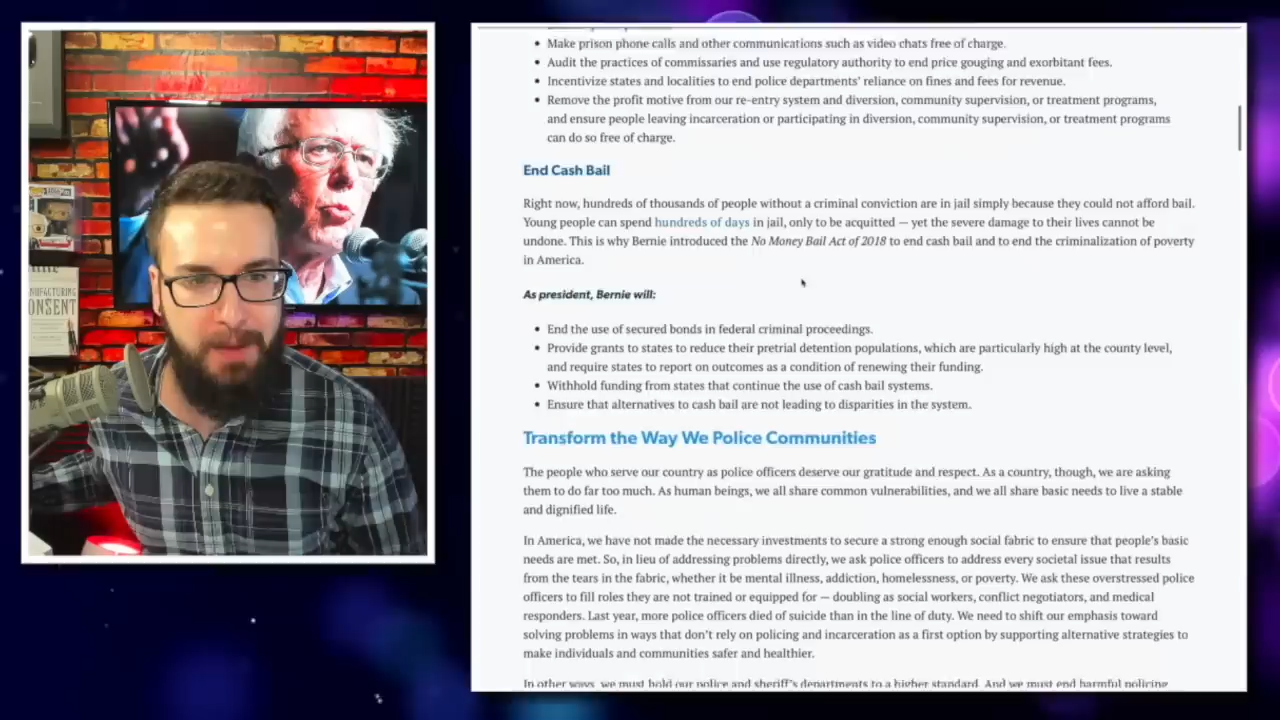 Make prison phone calls and other communications such as video chats free of charge.
Audit the practices of commissaries and use regulatory authority to end price gouging and exorbitant fees.
Incentivize states and localities to end police departments' reliance on fines and fees for revenue.
Remove the profit motive from our re-entry system and diversion, community supervision, or treatment programs,
and ensure people leaving incarceration or participating in diversion, community supervision, or treatment programs
can do so free of charge.
End Cash Bail
Right now, hundreds of thousands of people without a criminal conviction are in jail simply because they could not afford bail.
Young people can spend hundreds of days in jail, only to be acquitted — yet the severe damage to their lives cannot be
undone. This is why Bernie introduced the No Money Bail Act of 2018 to end cash bail and to end the criminalization of poverty
in America.
As president, Bernie will:
End the use of secured bonds in federal criminal proceedings.
Provide grants to states to reduce their pretrial detention populations, which are particularly high at the county level,
and require states to report on outcomes as a condition of renewing their funding.
Withhold funding from states that continue the use of cash bail systems.
Ensure that alternatives to cash bail are not leading to disparities in the system.
Transform the Way We Police Communities
The people who serve our country as police officers deserve our gratitude and respect. As a country, though, we are asking
them to do far too much. As human beings, we all share common vulnerabilities, and we all share basic needs to live a stable
and dignified life.
In America, we have not made the necessary investments to secure a strong enough social fabric to ensure that people's basic
needs are met. So, in lieu of addressing problems directly, we ask police officers to address every societal issue that results
from the tears in the fabric, whether it be mental illness, addiction, homelessness, or poverty. We ask these overstressed police
officers to fill roles they are not trained or equipped for — doubling as social workers, conflict negotiators, and medical
responders. Last year, more police officers died of suicide than in the line of duty. We need to shift our emphasis toward
solving problems in ways that don't rely on policing and incarceration as a first option by supporting alternative strategies to
make individuals and communities safer and healthier.
In other ways, we must hold our police and sheriff's departments to a higher standard. And we must end harmful policing
ONSENT